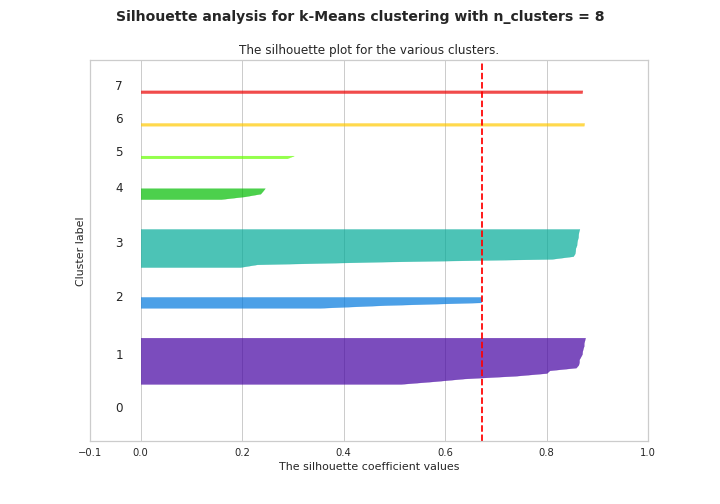 Silhouette analysis for k-Means clustering with n_clusters = 8
The silhouette plot for the various clusters.
7
6
5
4
3
2
1
0
Cluster label
−0.1 0.0 0.2 0.4 0.6 0.8 1.0
The silhouette coefficient values